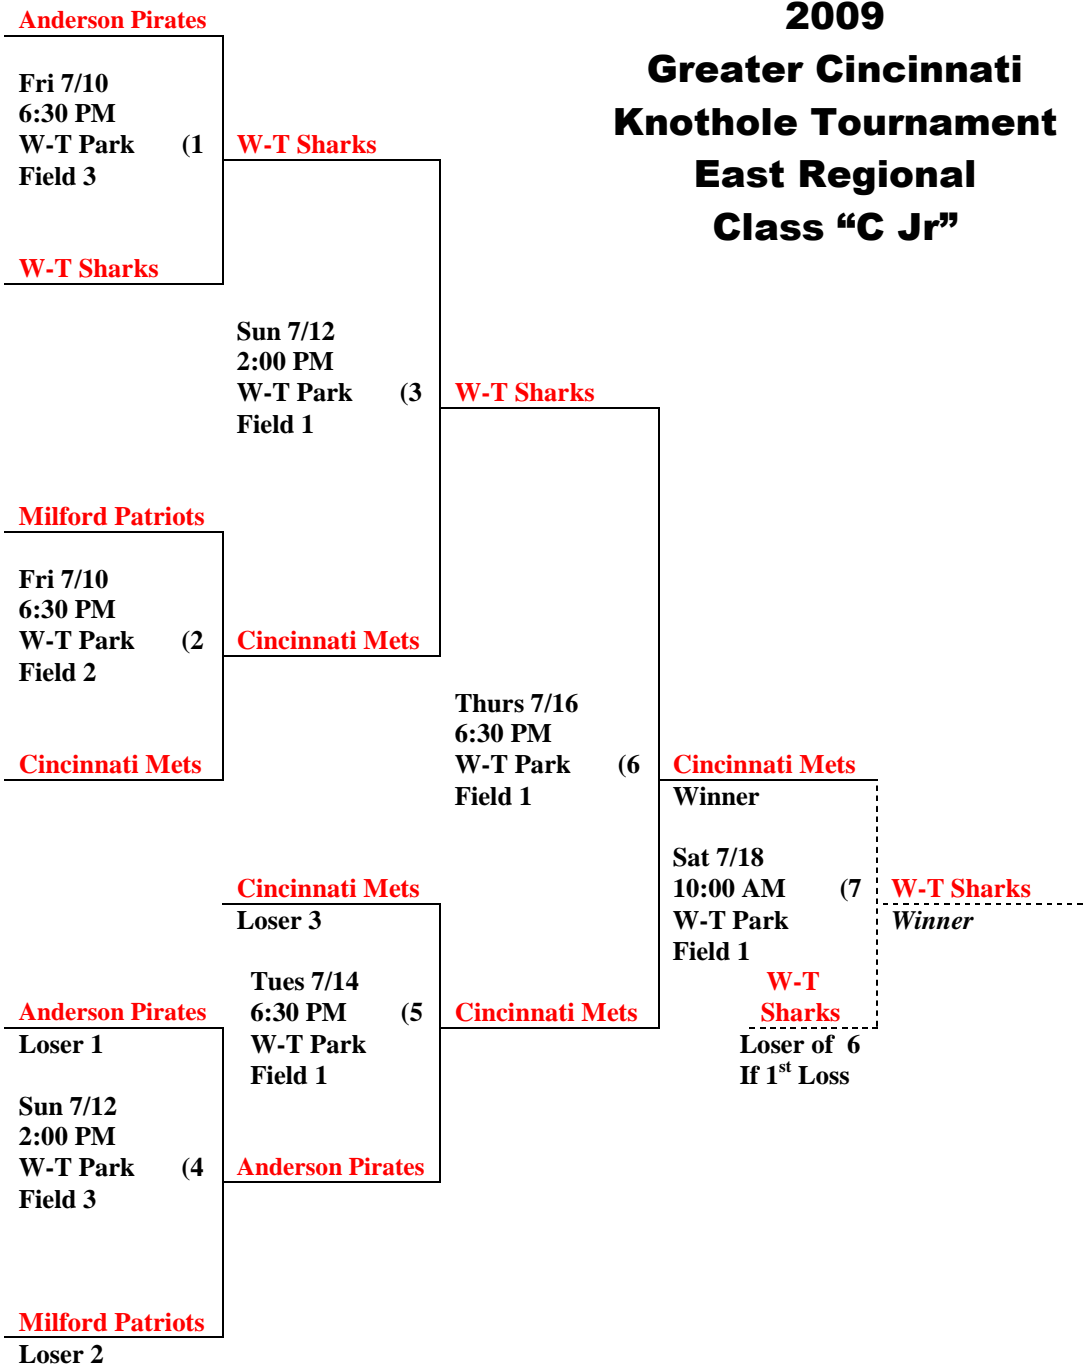 2009
Greater Cincinnati
Knothole Tournament
East Regional
Class “C Jr”
Anderson Pirates
Fri 7/10
6:30 PM
W-T Park (1
Field 3
W-T Sharks
W-T Sharks
Sun 7/12
2:00 PM
W-T Park (3
Field 1
W-T Sharks
Milford Patriots
Fri 7/10
6:30 PM
W-T Park (2
Field 2
Cincinnati Mets
Cincinnati Mets
Thurs 7/16
6:30 PM
W-T Park (6
Field 1
Cincinnati Mets
Winner
Sat 7/18
10:00 AM (7
W-T Park
Field 1
W-T Sharks
Winner
W-T
Sharks
Loser of 6
If 1st Loss
Cincinnati Mets
Loser 3
Tues 7/14
6:30 PM (5
W-T Park
Field 1
Cincinnati Mets
Anderson Pirates
Loser 1
Sun 7/12
2:00 PM
W-T Park (4
Field 3
Anderson Pirates
Milford Patriots
Loser 2